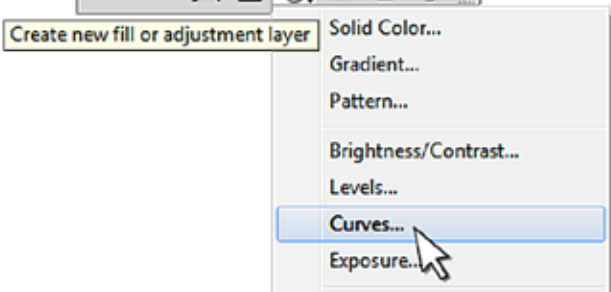 Create new fill or adjustment layer
Solid Color...
Gradient...
Pattern...
Brightness/Contrast...
Levels...
Curves...
Exposure...